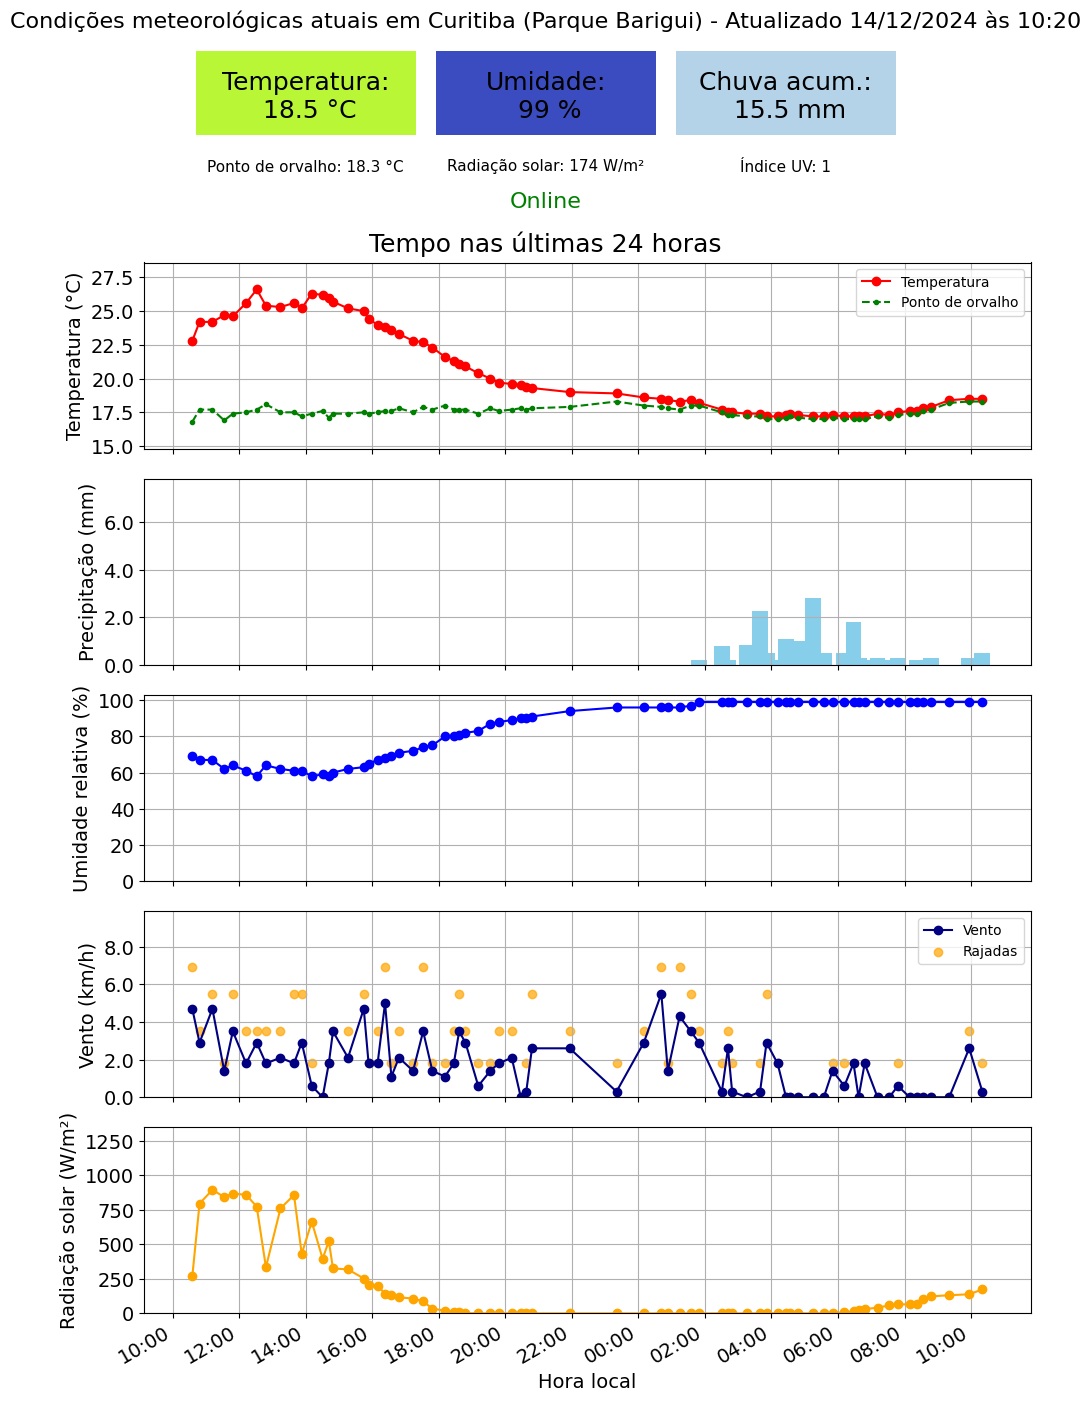 Condições meteorológicas atuais em Curitiba (Parque Barigui) - Atualizado 14/12/2024 às 10:20
Temperatura:
18.5 °C
Umidade:
99 %
Chuva acum.:
15.5 mm
Ponto de orvalho: 18.3 °C
Radiação solar: 174 W/m²
Índice UV: 1
Online
Tempo nas últimas 24 horas
Temperatura (°C)
27.5
25.0
22.5
20.0
17.5
15.0
Temperatura
Ponto de orvalho
Precipitação (mm)
6.0
4.0
2.0
0.0
Umidade relativa (%)
100
80
60
40
20
0
Vento (km/h)
8.0
6.0
4.0
2.0
0.0
Vento
Rajadas
Radiação solar (W/m²)
1250
1000
750
500
250
0
10:00
12:00
14:00
16:00
18:00
20:00
22:00
00:00
02:00
04:00
06:00
08:00
10:00
Hora local